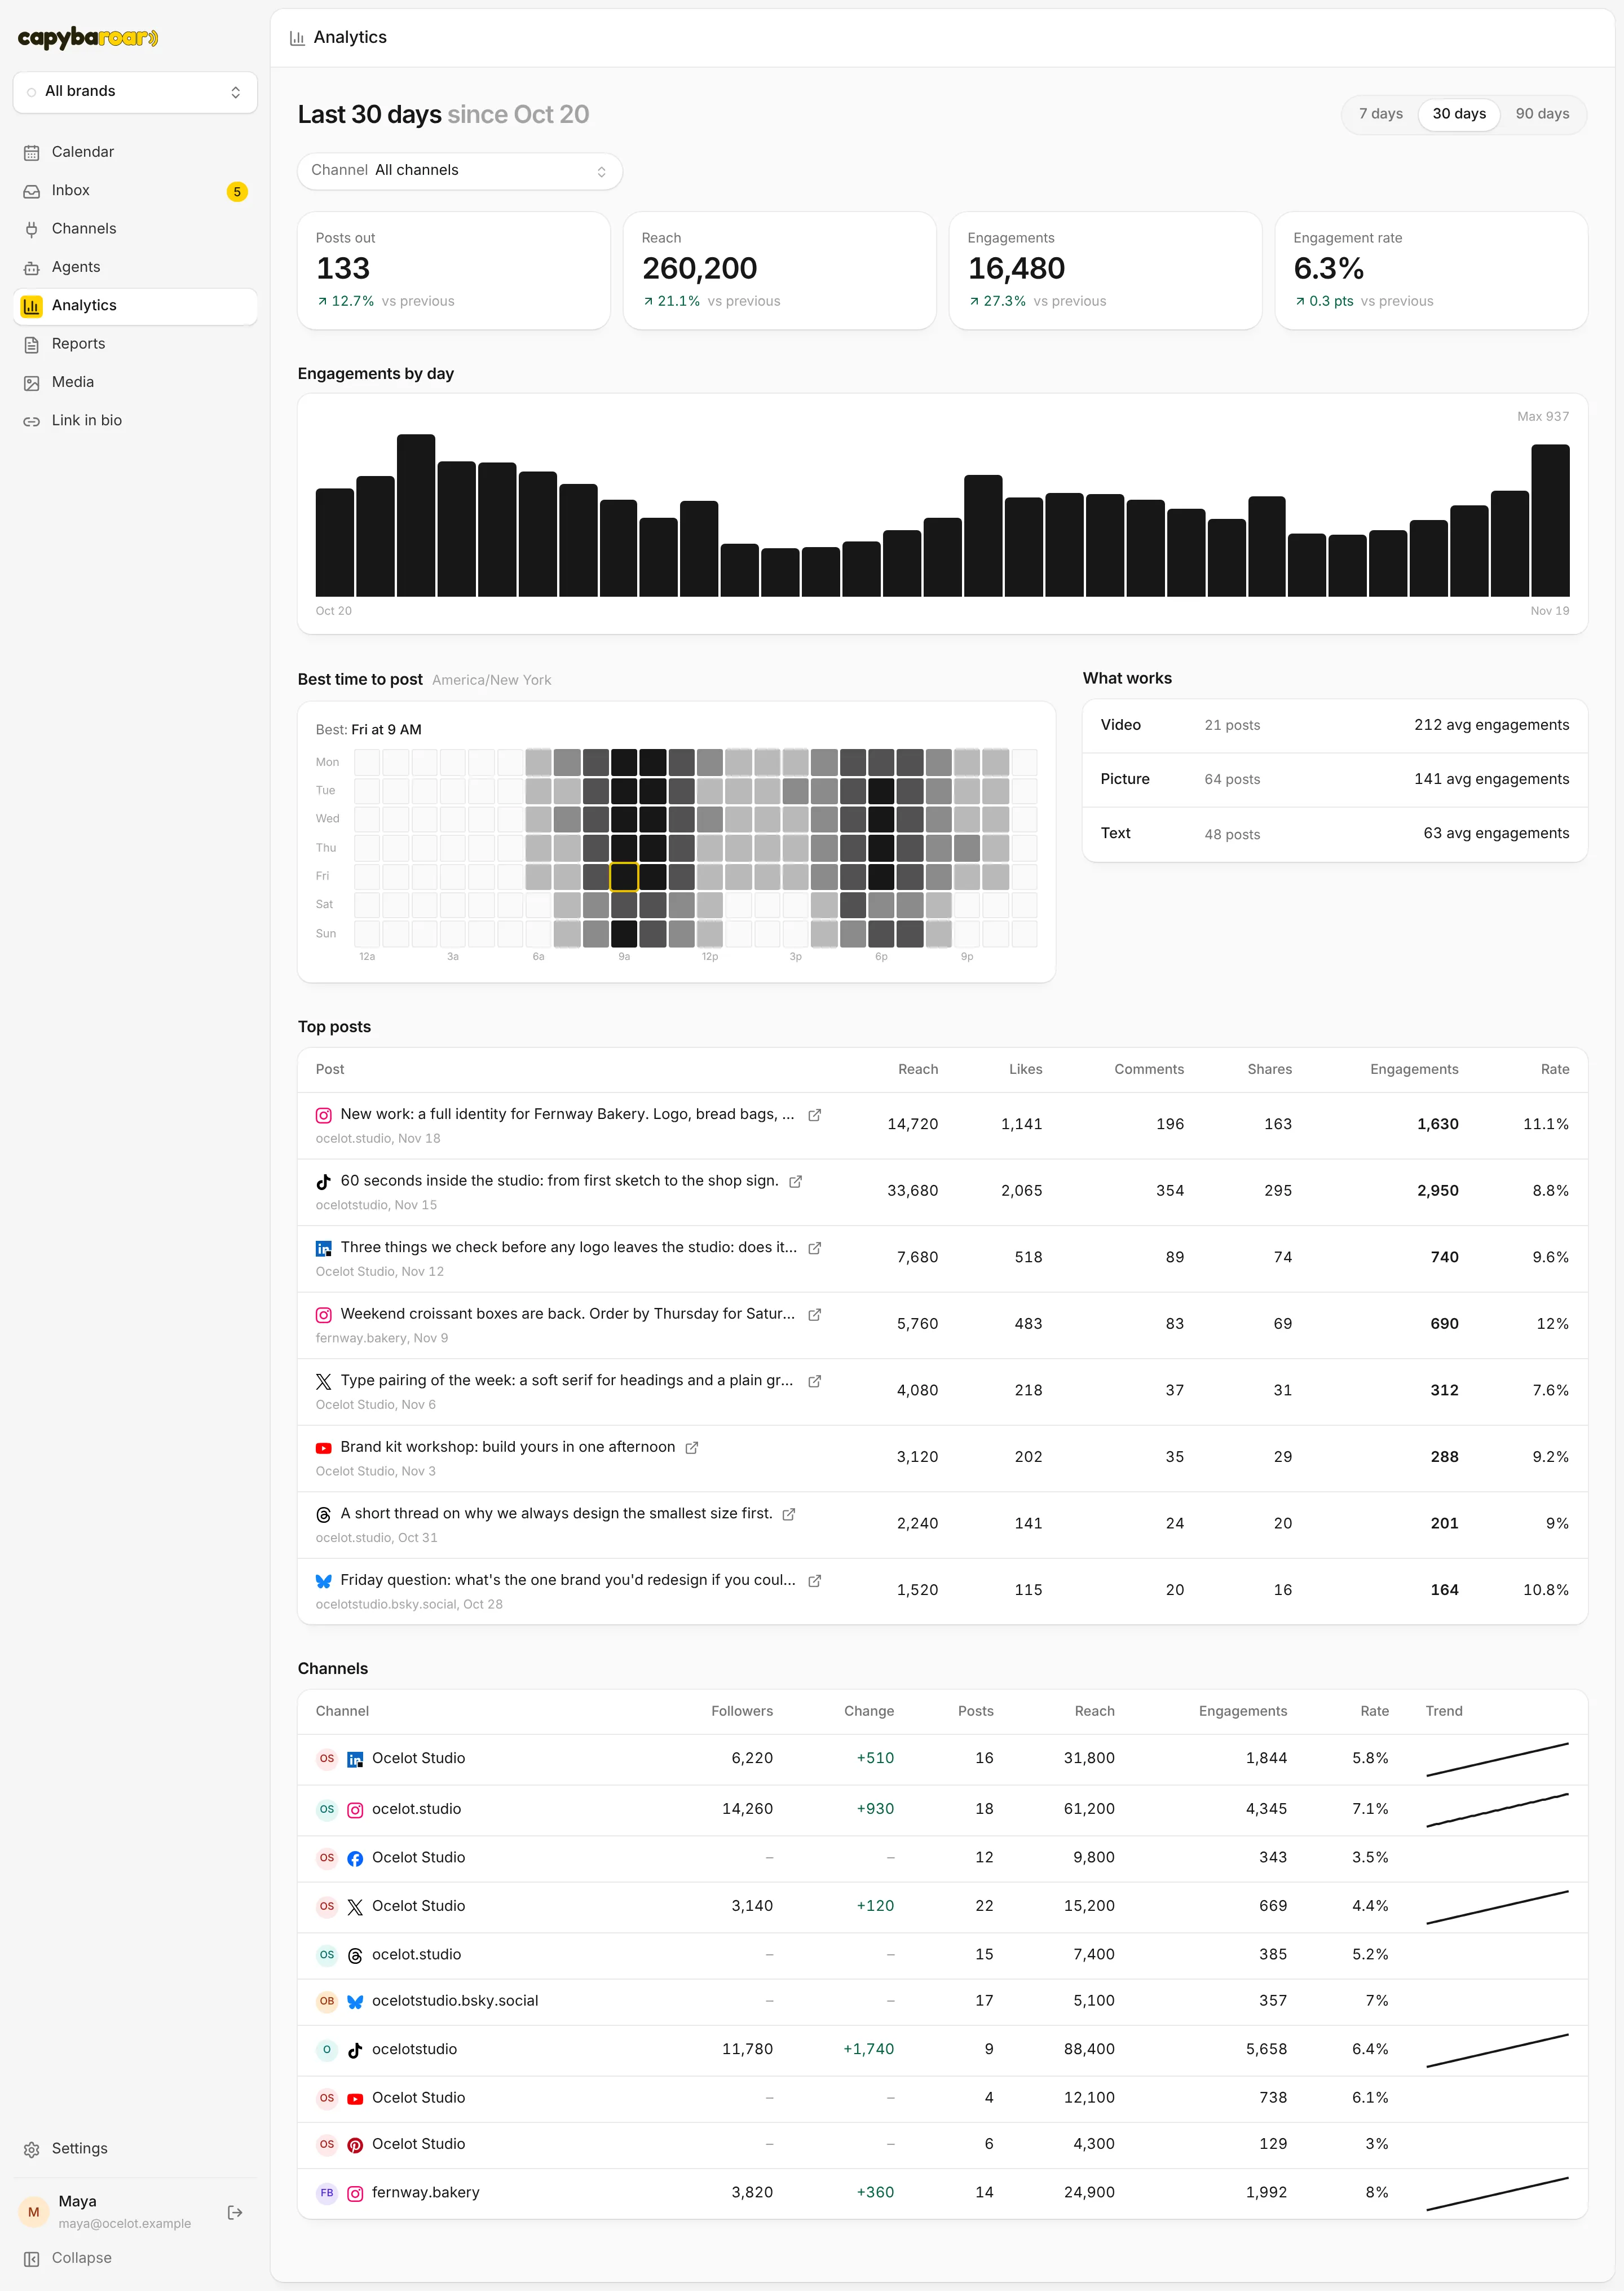 capybaroar
All brands
Calendar
Inbox 5
Channels
Agents
Analytics
Reports
Media
Link in bio
Settings
M Maya
maya@ocelot.example
Collapse
Analytics
Last 30 days since Oct 20
7 days 30 days 90 days
Channel All channels
Posts out
133
12.7% vs previous
Reach
260,200
21.1% vs previous
Engagements
16,480
27.3% vs previous
Engagement rate
6.3%
0.3 pts vs previous
Engagements by day
Max 937
Oct 20 Nov 19
Best time to post America/New York
Best: Fri at 9 AM
Mon
Tue
Wed
Thu
Fri
Sat
Sun
12a 3a 6a 9a 12p 3p 6p 9p
What works
Video 21 posts 212 avg engagements
Picture 64 posts 141 avg engagements
Text 48 posts 63 avg engagements
Top posts
Post Reach Likes Comments Shares Engagements Rate
New work: a full identity for Fernway Bakery. Logo, bread bags, ... 14,720 1,141 196 163 1,630 11.1%
ocelot.studio, Nov 18
60 seconds inside the studio: from first sketch to the shop sign. 33,680 2,065 354 295 2,950 8.8%
ocelotstudio, Nov 15
Three things we check before any logo leaves the studio: does it... 7,680 518 89 74 740 9.6%
Ocelot Studio, Nov 12
Weekend croissant boxes are back. Order by Thursday for Satur... 5,760 483 83 69 690 12%
fernway.bakery, Nov 9
Type pairing of the week: a soft serif for headings and a plain gr... 4,080 218 37 31 312 7.6%
Ocelot Studio, Nov 6
Brand kit workshop: build yours in one afternoon 3,120 202 35 29 288 9.2%
Ocelot Studio, Nov 3
A short thread on why we always design the smallest size first. 2,240 141 24 20 201 9%
ocelot.studio, Oct 31
Friday question: what's the one brand you'd redesign if you coul... 1,520 115 20 16 164 10.8%
ocelotstudio.bsky.social, Oct 28
Channels
Channel Followers Change Posts Reach Engagements Rate Trend
OS Ocelot Studio 6,220 +510 16 31,800 1,844 5.8%
OS ocelot.studio 14,260 +930 18 61,200 4,345 7.1%
OS Ocelot Studio – – 12 9,800 343 3.5%
OS Ocelot Studio 3,140 +120 22 15,200 669 4.4%
OS ocelot.studio – – 15 7,400 385 5.2%
OB ocelotstudio.bsky.social – – 17 5,100 357 7%
O ocelotstudio 11,780 +1,740 9 88,400 5,658 6.4%
OS Ocelot Studio – – 4 12,100 738 6.1%
OS Ocelot Studio – – 6 4,300 129 3%
FB fernway.bakery 3,820 +360 14 24,900 1,992 8%